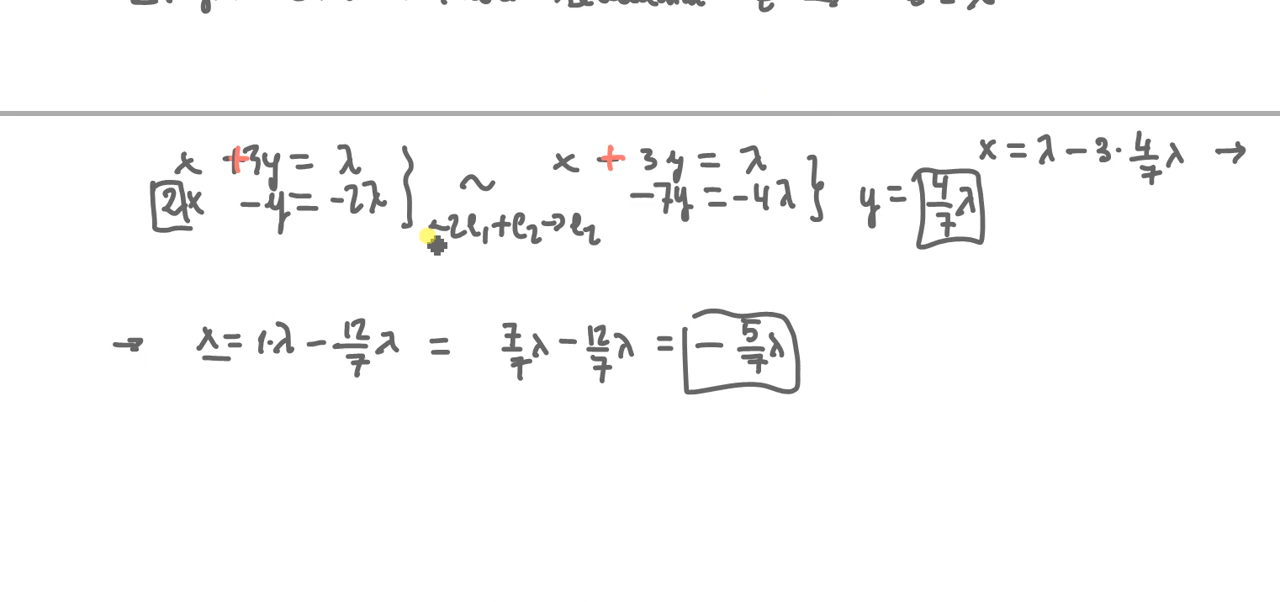 x + 3y = λ } ~ x + 3y = λ } y = 4/7 λ x = λ - 3 · 4/7 λ →
2x - y = -2λ -7y = -4λ
-2e₁ + e₂ → e₂
→ x = 1·λ - 12/7 λ = 7/7 λ - 12/7 λ = - 5/7 λ